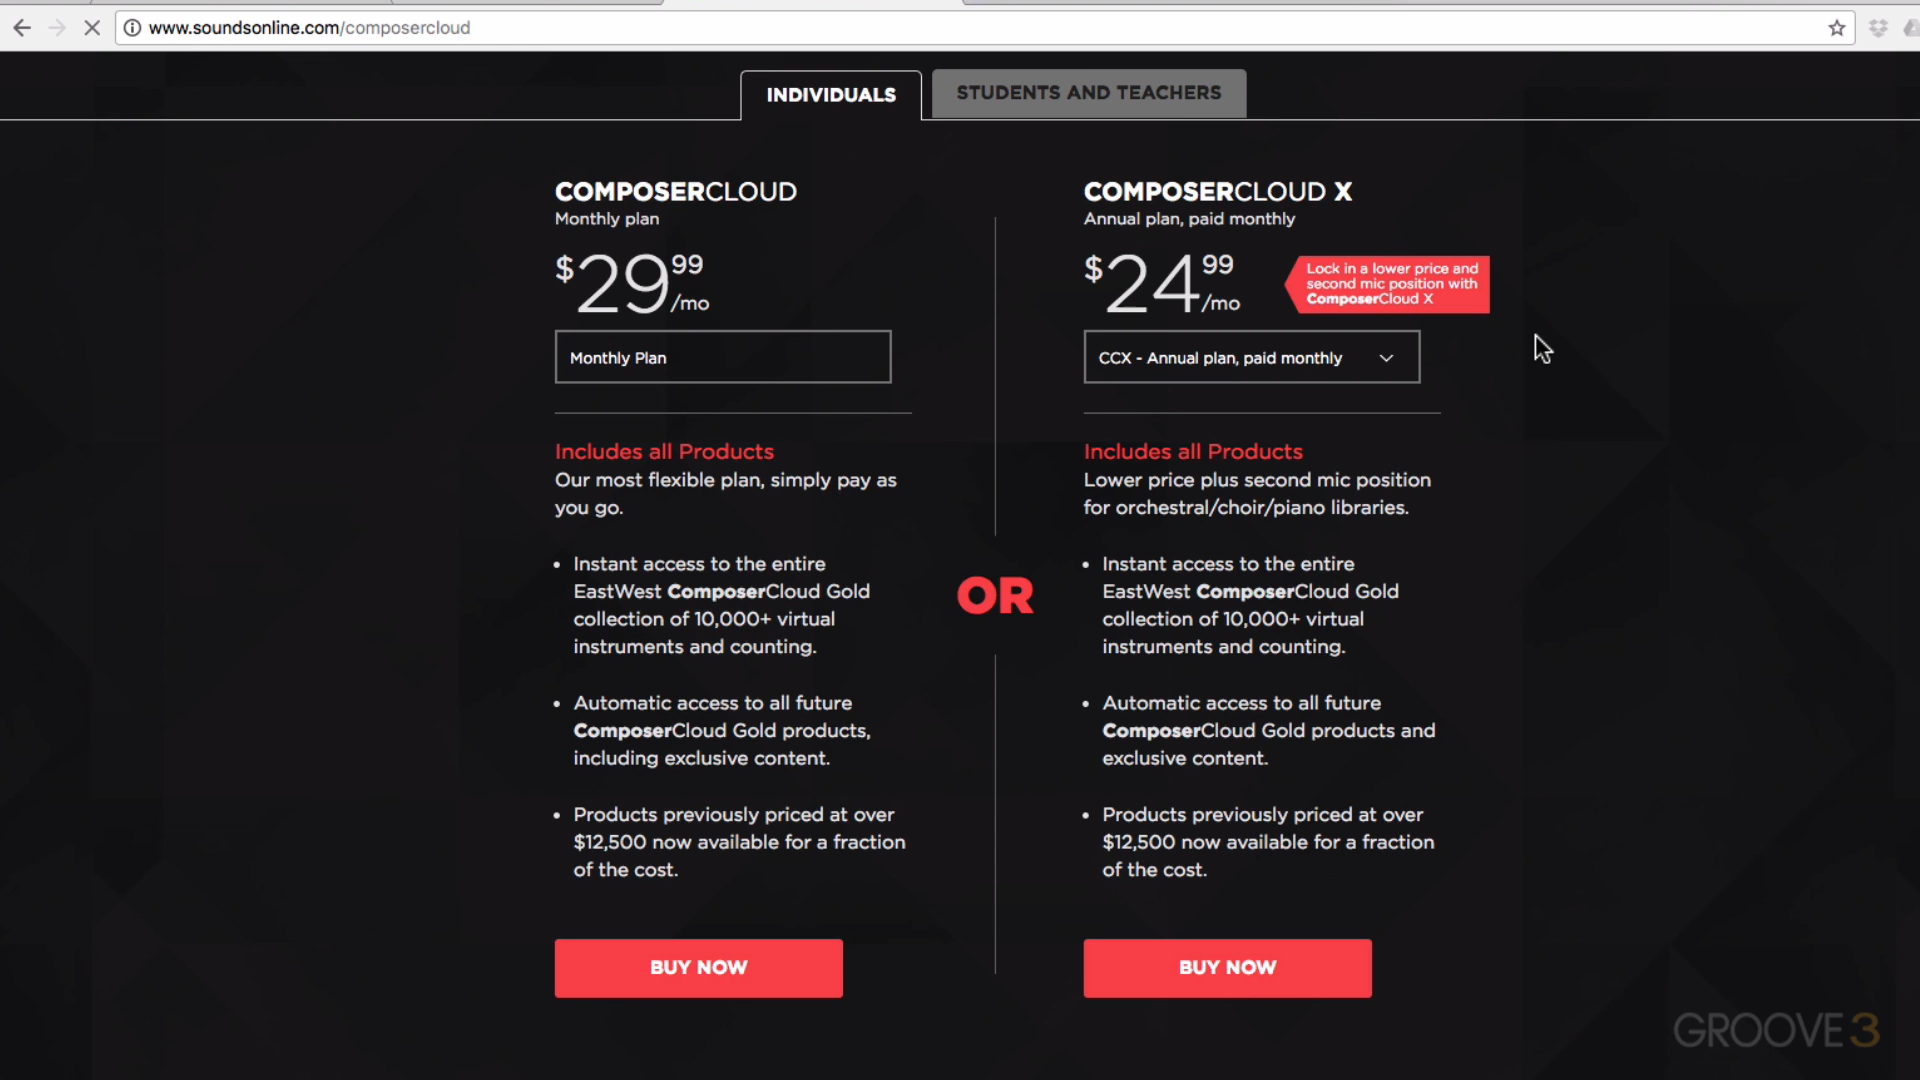 www.soundsonline.com/composercloud
INDIVIDUALS
STUDENTS AND TEACHERS
COMPOSERCLOUD
Monthly plan
$29.99/mo
Monthly Plan
Includes all Products
Our most flexible plan, simply pay as
you go.
• Instant access to the entire
EastWest ComposerCloud Gold
collection of 10,000+ virtual
instruments and counting.
• Automatic access to all future
ComposerCloud Gold products,
including exclusive content.
• Products previously priced at over
$12,500 now available for a fraction
of the cost.
BUY NOW
OR
COMPOSERCLOUD X
Annual plan, paid monthly
$24.99/mo
Lock in a lower price and
second mic position with
ComposerCloud X
CCX - Annual plan, paid monthly
Includes all Products
Lower price plus second mic position
for orchestral/choir/piano libraries.
• Instant access to the entire
EastWest ComposerCloud Gold
collection of 10,000+ virtual
instruments and counting.
• Automatic access to all future
ComposerCloud Gold products and
exclusive content.
• Products previously priced at over
$12,500 now available for a fraction
of the cost.
BUY NOW
GROOVE3